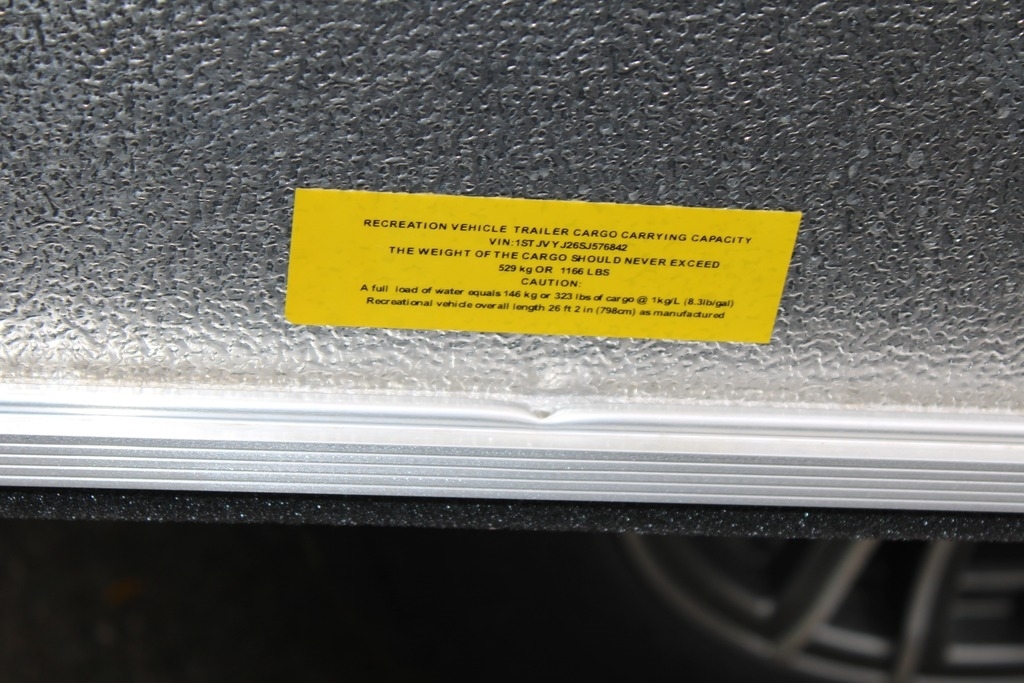 RECREATION VEHICLE TRAILER CARGO CARRYING CAPACITY
VIN:1STJVYJ26SJ576842
THE WEIGHT OF THE CARGO SHOULD NEVER EXCEED
529 kg OR 1166 LBS
CAUTION:
A full load of water equals 146 kg or 323 lbs of cargo @ 1kg/L (8.3lb/gal)
Recreational vehicle overall length 26 ft 2 in (798cm) as manufactured